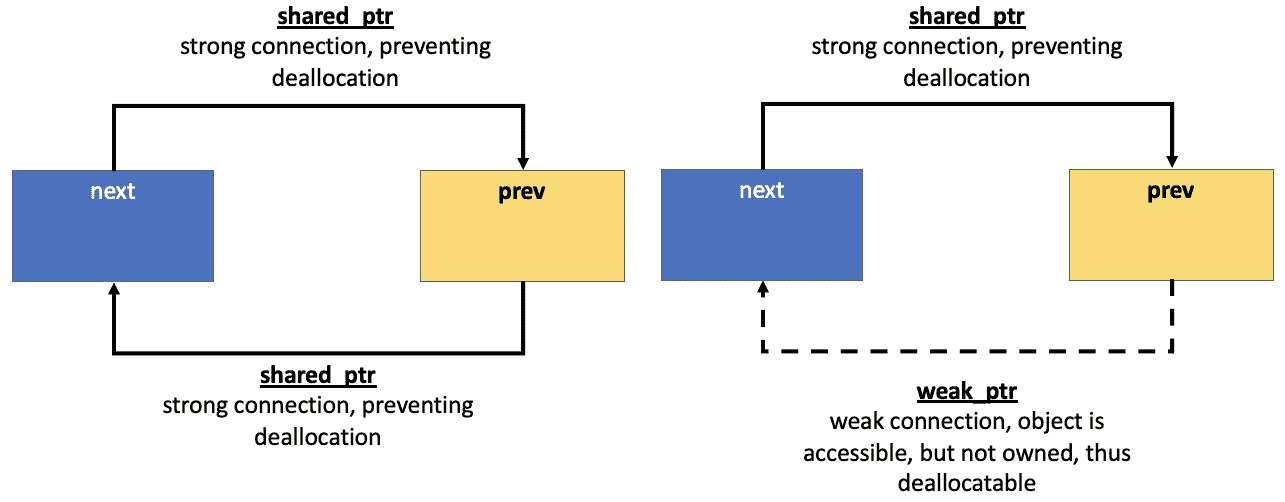 shared_ptr
strong connection, preventing
deallocation
next
prev
shared_ptr
strong connection, preventing
deallocation
shared_ptr
strong connection, preventing
deallocation
next
prev
weak_ptr
weak connection, object is
accessible, but not owned, thus
deallocatable